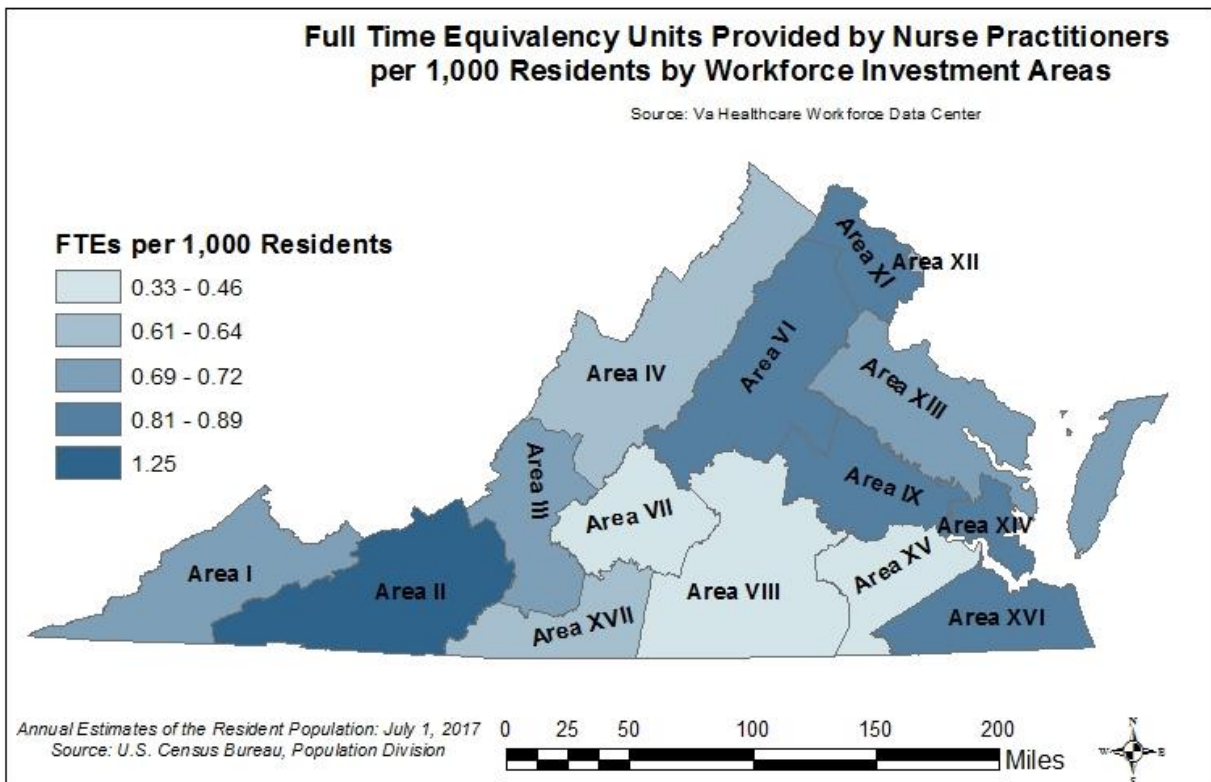 Full Time Equivalency Units Provided by Nurse Practitioners
per 1,000 Residents by Workforce Investment Areas
Source: Va Healthcare Workforce Data Center
FTEs per 1,000 Residents
0.33 - 0.46
0.61 - 0.64
0.69 - 0.72
0.81 - 0.89
1.25
Area XI
Area XII
Area VI
Area IV
Area XIII
Area III
Area IX
Area VII
Area XIV
Area XV
Area I
Area II
Area VIII
Area XVII
Area XVI
Annual Estimates of the Resident Population: July 1, 2017
Source: U.S. Census Bureau, Population Division
0 25 50 100 150 200
Miles
N
W E
S